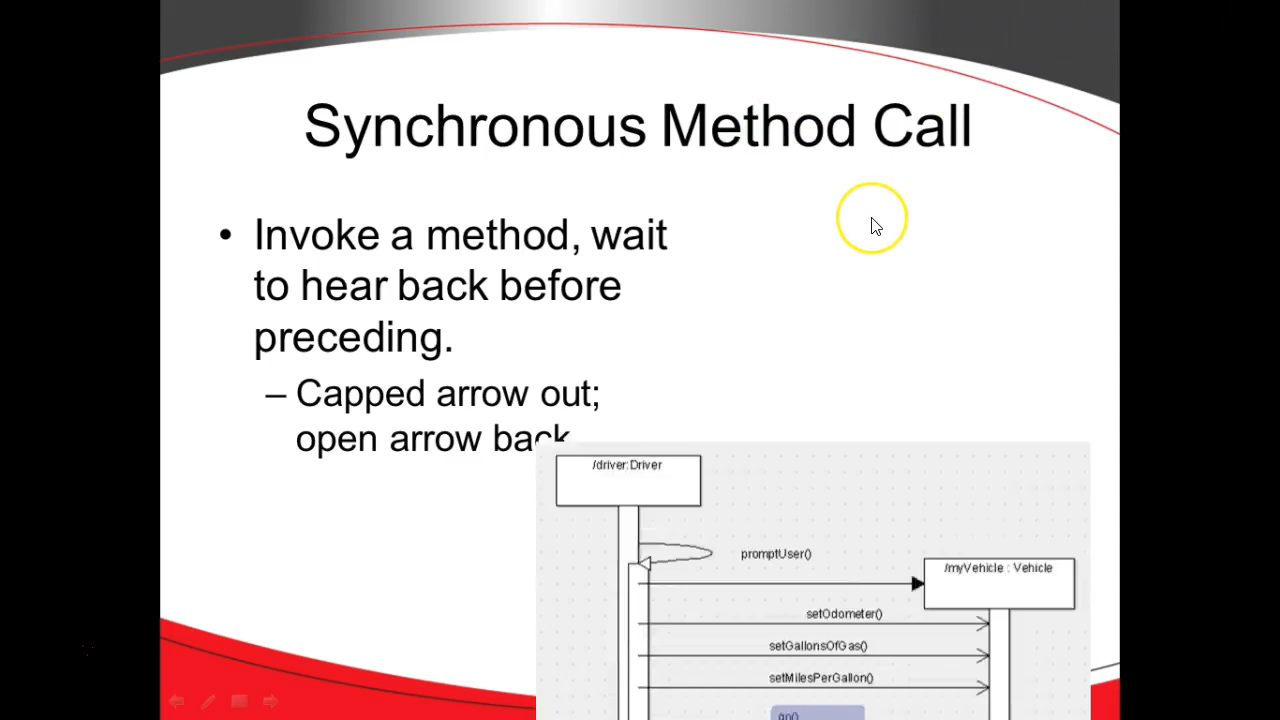 Synchronous Method Call
• Invoke a method, wait
to hear back before
preceding.
– Capped arrow out;
open arrow back
/driver:Driver
promptUser()
/myVehicle : Vehicle
setOdometer()
setGallonsOfGas()
setMilesPerGallon()
go()